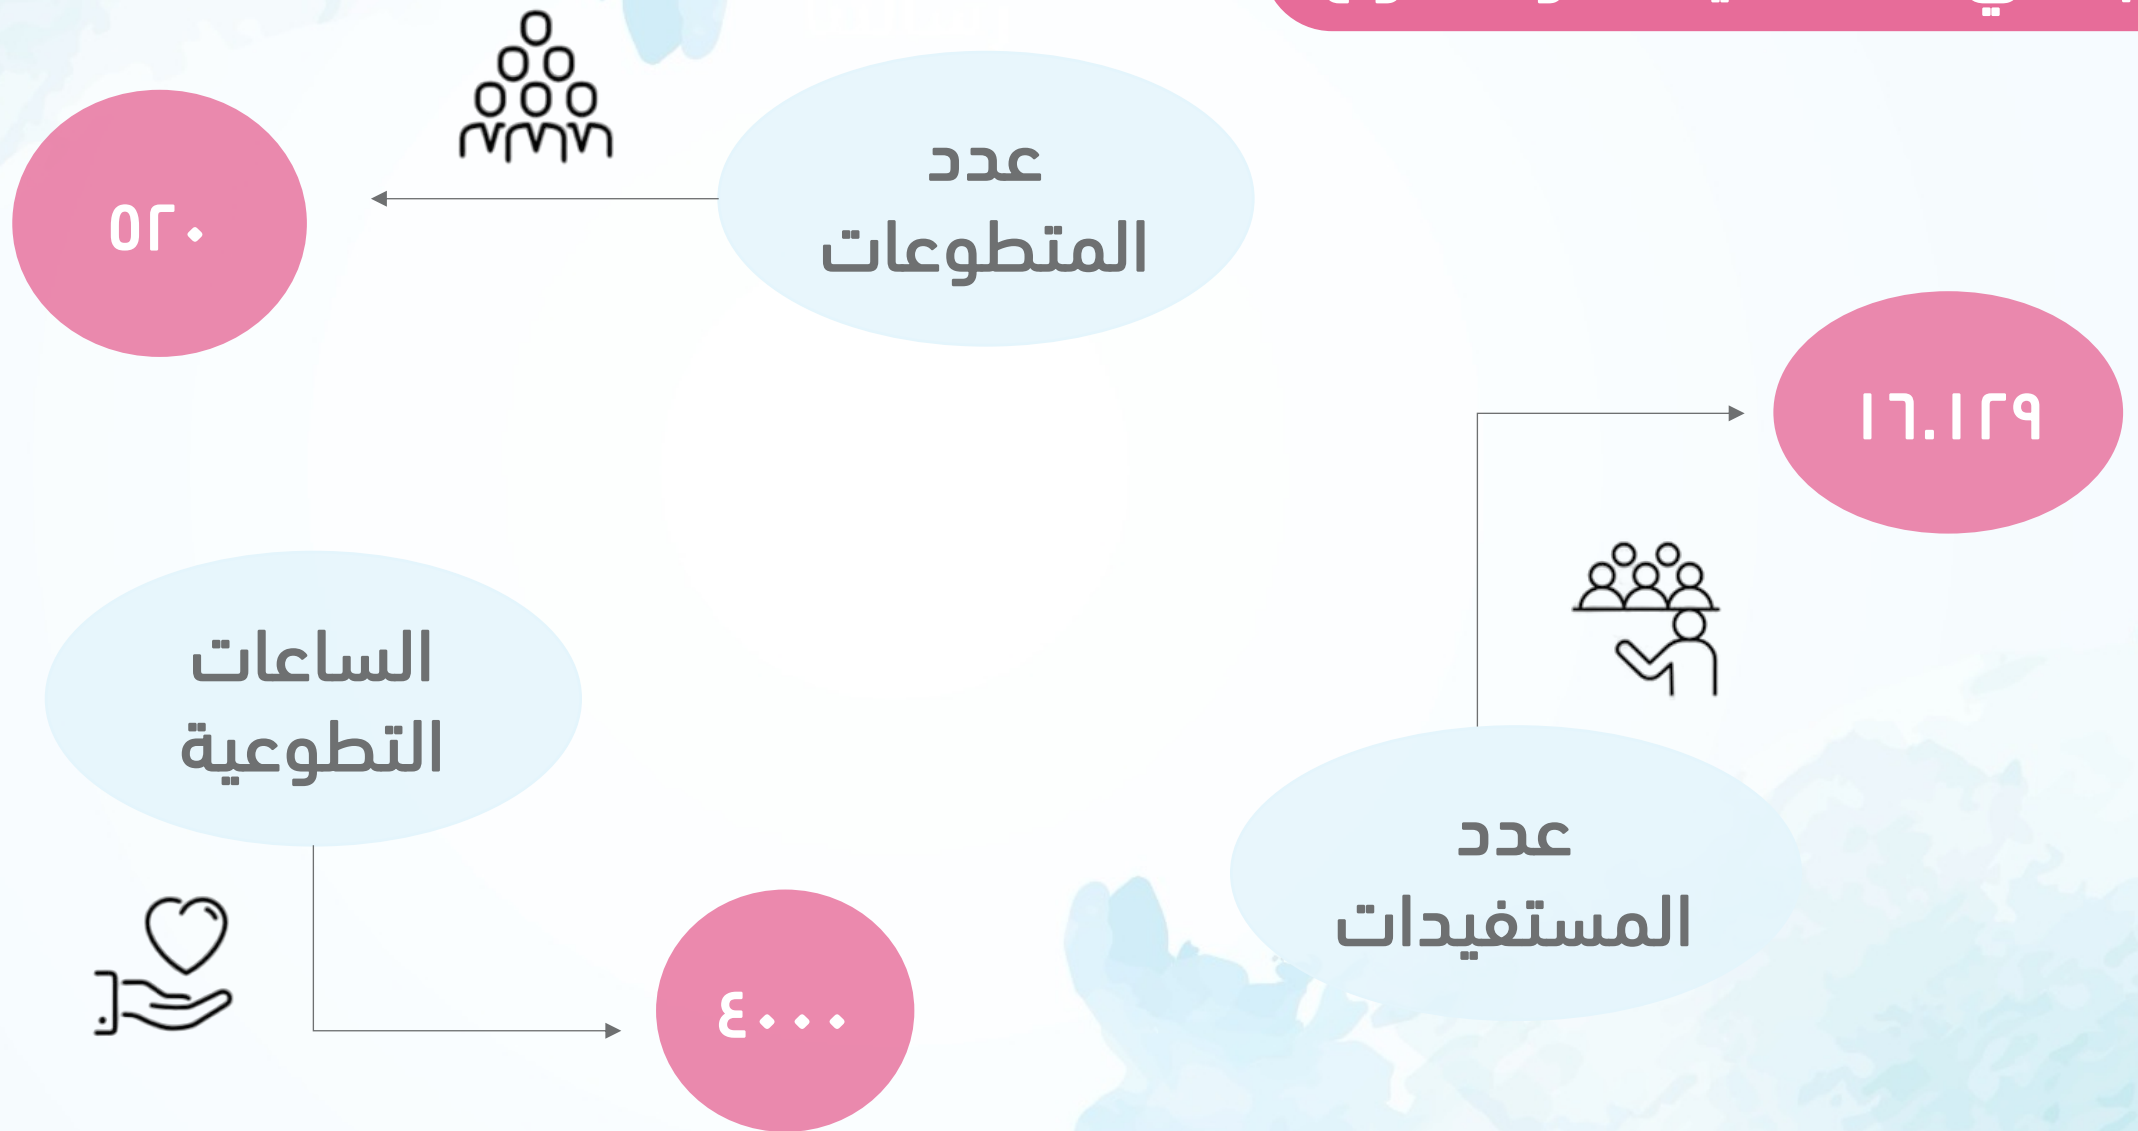 عدد
المتطوعات
٥٢٠
١٦.١٢٩
عدد
المستفيدات
الساعات
التطوعية
٤٠٠٠